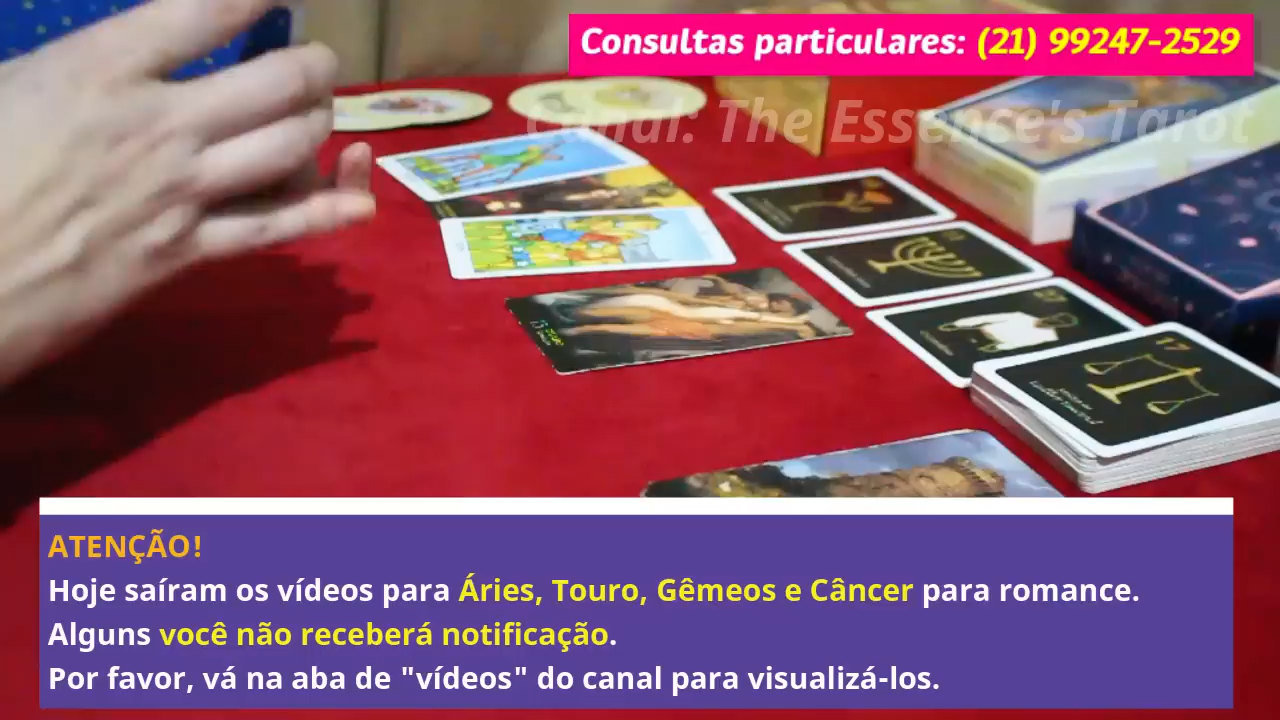 Consultas particulares: (21) 99247-2529
Canal: The Essence's Tarot
17
ATENÇÃO!
Hoje saíram os vídeos para Áries, Touro, Gêmeos e Câncer para romance.
Alguns você não receberá notificação.
Por favor, vá na aba de "vídeos" do canal para visualizá-los.